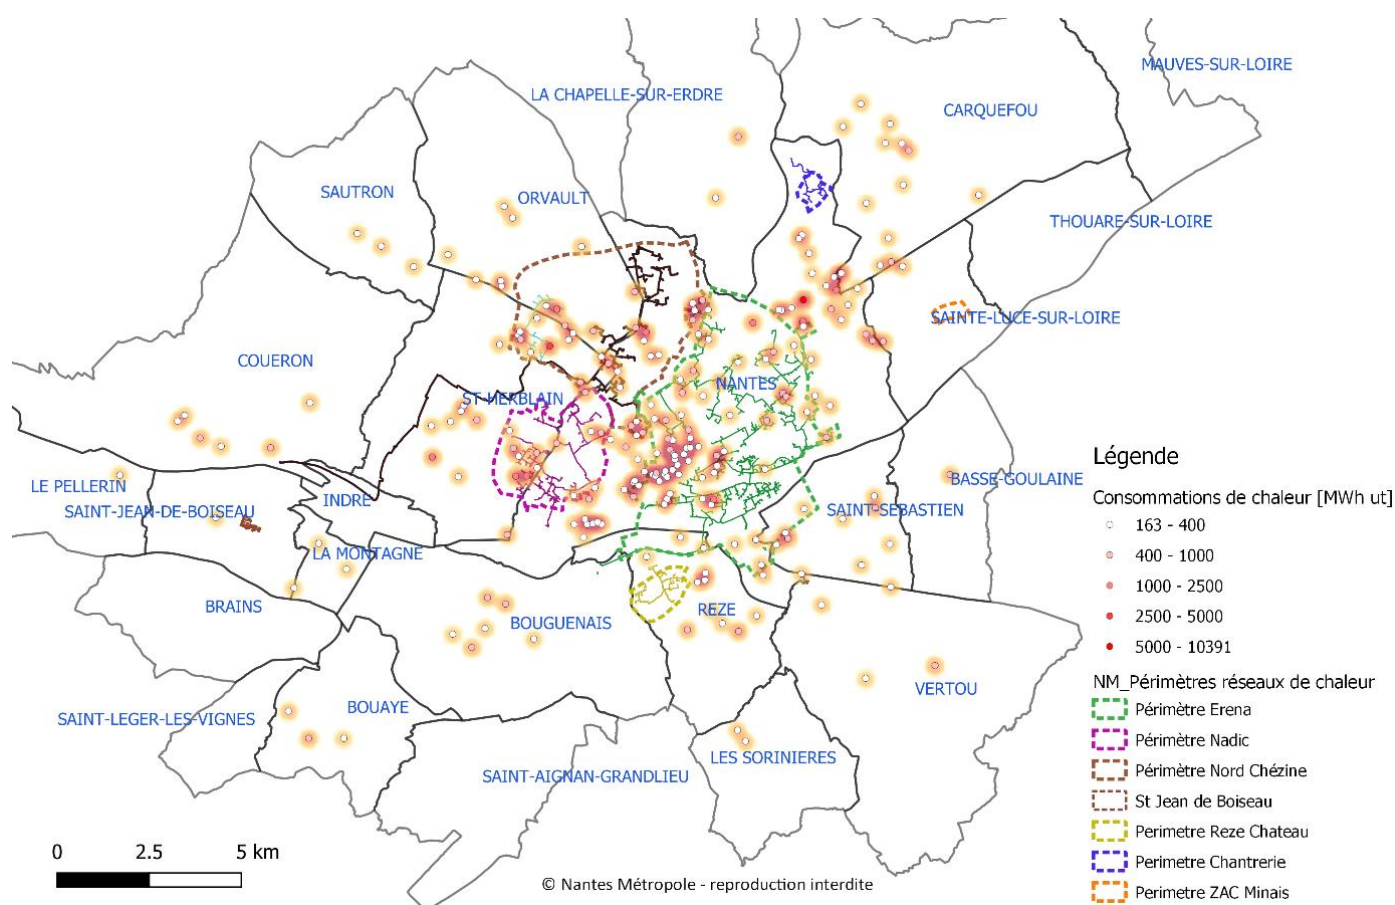 MAUVES-SUR-LOIRE
LA CHAPELLE-SUR-ERDRE
CARQUEFOU
SAUTRON
ORVAULT
THOUARE-SUR-LOIRE
SAINTE-LUCE-SUR-LOIRE
COUERON
NANTES
ST-HERBLAIN
LE PELLERIN
INDRE
BASSE-GOULAINE
SAINT-JEAN-DE-BOISEAU
SAINT-SEBASTIEN
LA MONTAGNE
BRAINS
BOUGUENAIS
REZE
VERTOU
SAINT-LEGER-LES-VIGNES
BOUAYE
LES SORINIERES
SAINT-AIGNAN-GRANDLIEU
Légende
Consommations de chaleur [MWh ut]
163 - 400
400 - 1000
1000 - 2500
2500 - 5000
5000 - 10391
NM_Périmètres réseaux de chaleur
Périmètre Erena
Périmètre Nadic
Périmètre Nord Chézine
St Jean de Boiseau
Perimetre Reze Chateau
Perimetre Chantrerie
Perimetre ZAC Minais
0 2.5 5 km
© Nantes Métropole - reproduction interdite